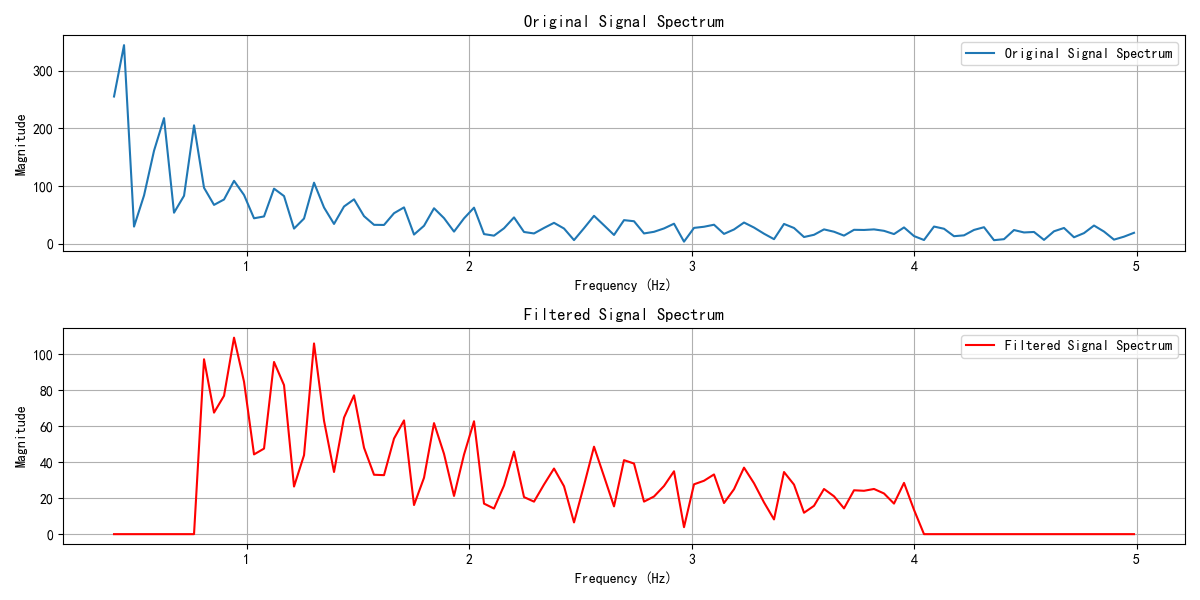 Original Signal Spectrum
Original Signal Spectrum
Magnitude
300
200
100
0
1 2 3 4 5
Frequency (Hz)
Filtered Signal Spectrum
Filtered Signal Spectrum
Magnitude
100
80
60
40
20
0
1 2 3 4 5
Frequency (Hz)